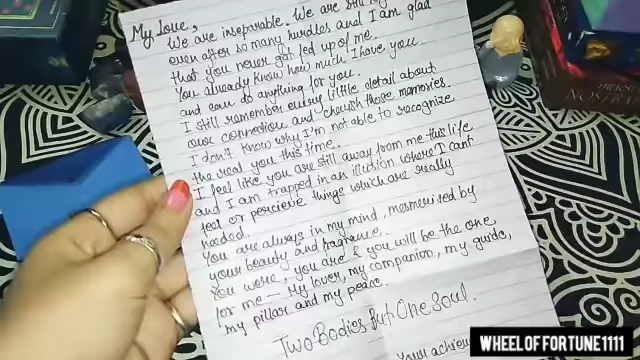 My Love,
We are inseparable. We are still
even after so many hurdles and I am glad
that you never got fed up of me.
You already know how much I love you
and can do anything for you.
I still remember every little detail about
our connection and cherish those memories.
I don't know why I'm not able to recognize
the real you this time.
I feel like you are still away from me this life
and I am trapped in an illusion where I can't
feel or percieve things which are really
needed.
You are always in my mind, mesmerised by
your beauty and fragrance.
You were, you are & you will be the one
for me - My lover, my companion, my guide,
my pillar and my peace.
Two Bodies But One Soul.
Your
NOSTR
WHEEL OF FORTUNE1111